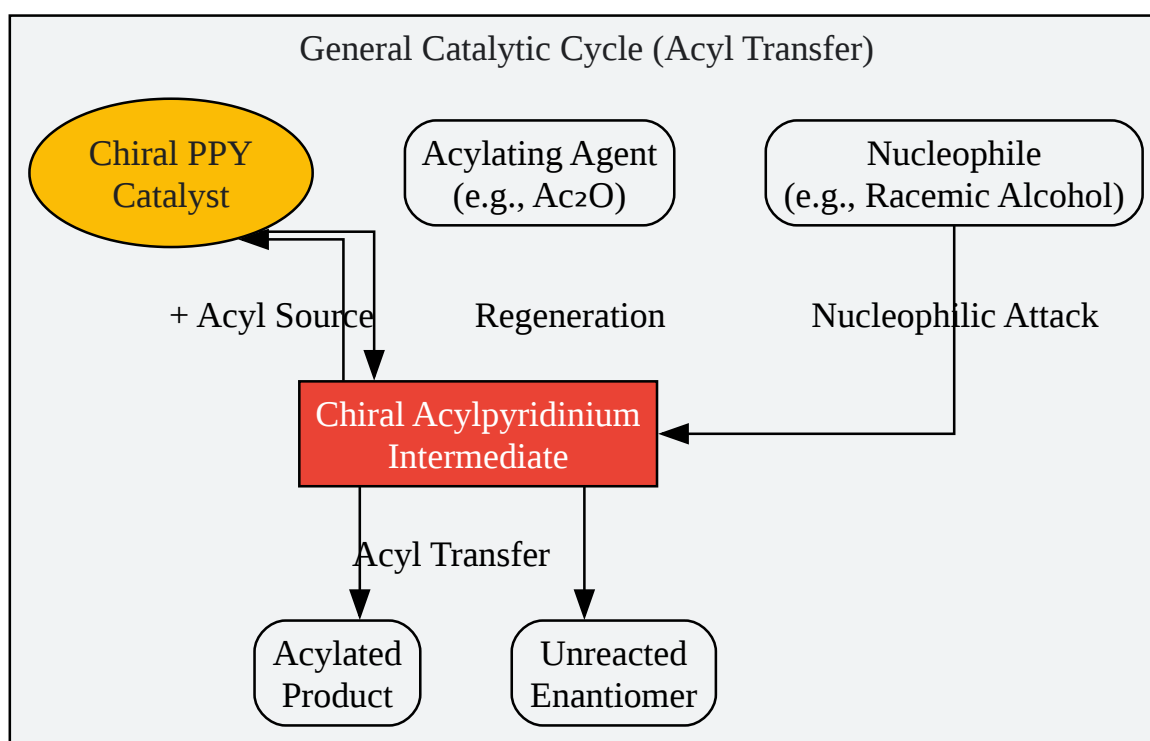 General Catalytic Cycle (Acyl Transfer)
Chiral PPY
Catalyst
Acylating Agent
(e.g., Ac₂O)
Nucleophile
(e.g., Racemic Alcohol)
+ Acyl Source
Regeneration
Nucleophilic Attack
Chiral Acylpyridinium
Intermediate
Acyl Transfer
Acylated
Product
Unreacted
Enantiomer